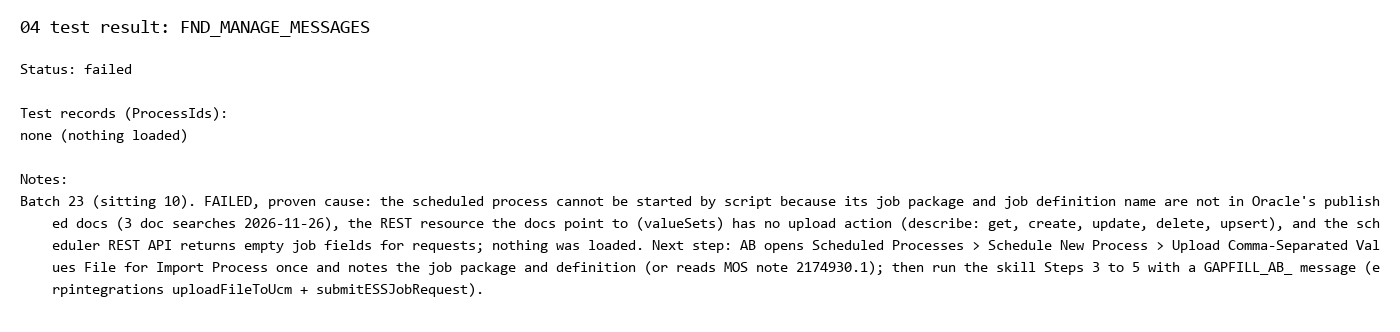 04 test result: FND_MANAGE_MESSAGES
Status: failed
Test records (ProcessIds):
none (nothing loaded)
Notes:
Batch 23 (sitting 10). FAILED, proven cause: the scheduled process cannot be started by script because its job package and job definition name are not in Oracle's publish
ed docs (3 doc searches 2026-11-26), the REST resource the docs point to (valueSets) has no upload action (describe: get, create, update, delete, upsert), and the sch
eduler REST API returns empty job fields for requests; nothing was loaded. Next step: AB opens Scheduled Processes > Schedule New Process > Upload Comma-Separated Val
ues File for Import Process once and notes the job package and definition (or reads MOS note 2174930.1); then run the skill Steps 3 to 5 with a GAPFILL_AB_ message (e
rpintegrations uploadFileToUcm + submitESSJobRequest).